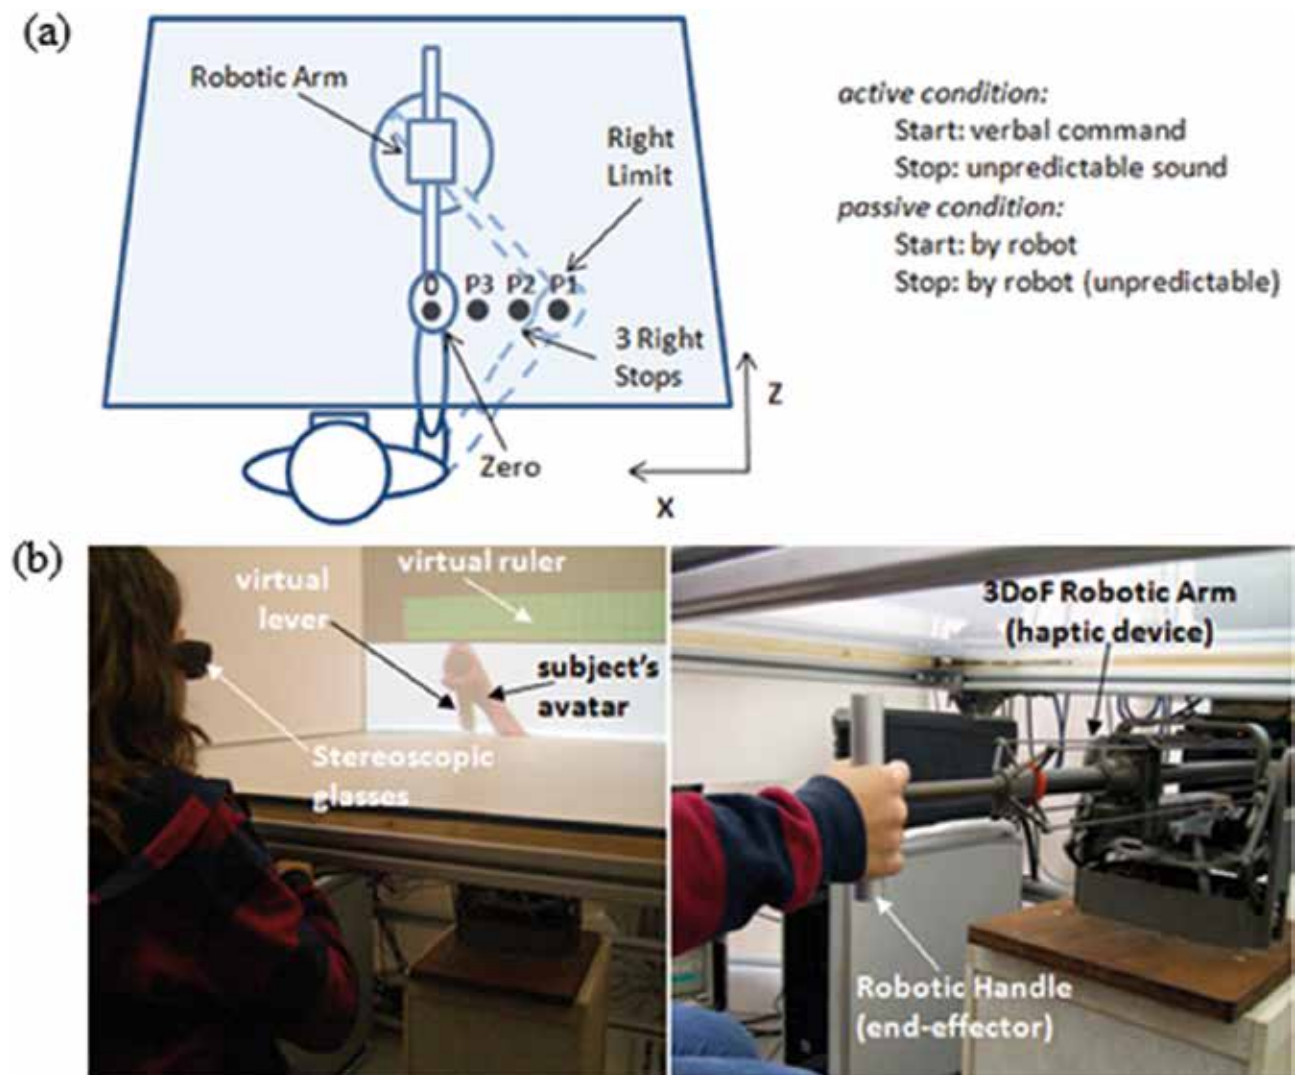 (a)
Robotic Arm
Right
Limit
0 P3 P2 P1
3 Right
Stops
Zero
Z
X
active condition:
Start: verbal command
Stop: unpredictable sound
passive condition:
Start: by robot
Stop: by robot (unpredictable)
(b)
virtual ruler
virtual
lever
subject's
avatar
Stereoscopic
glasses
3DoF Robotic Arm
(haptic device)
Robotic Handle
(end-effector)